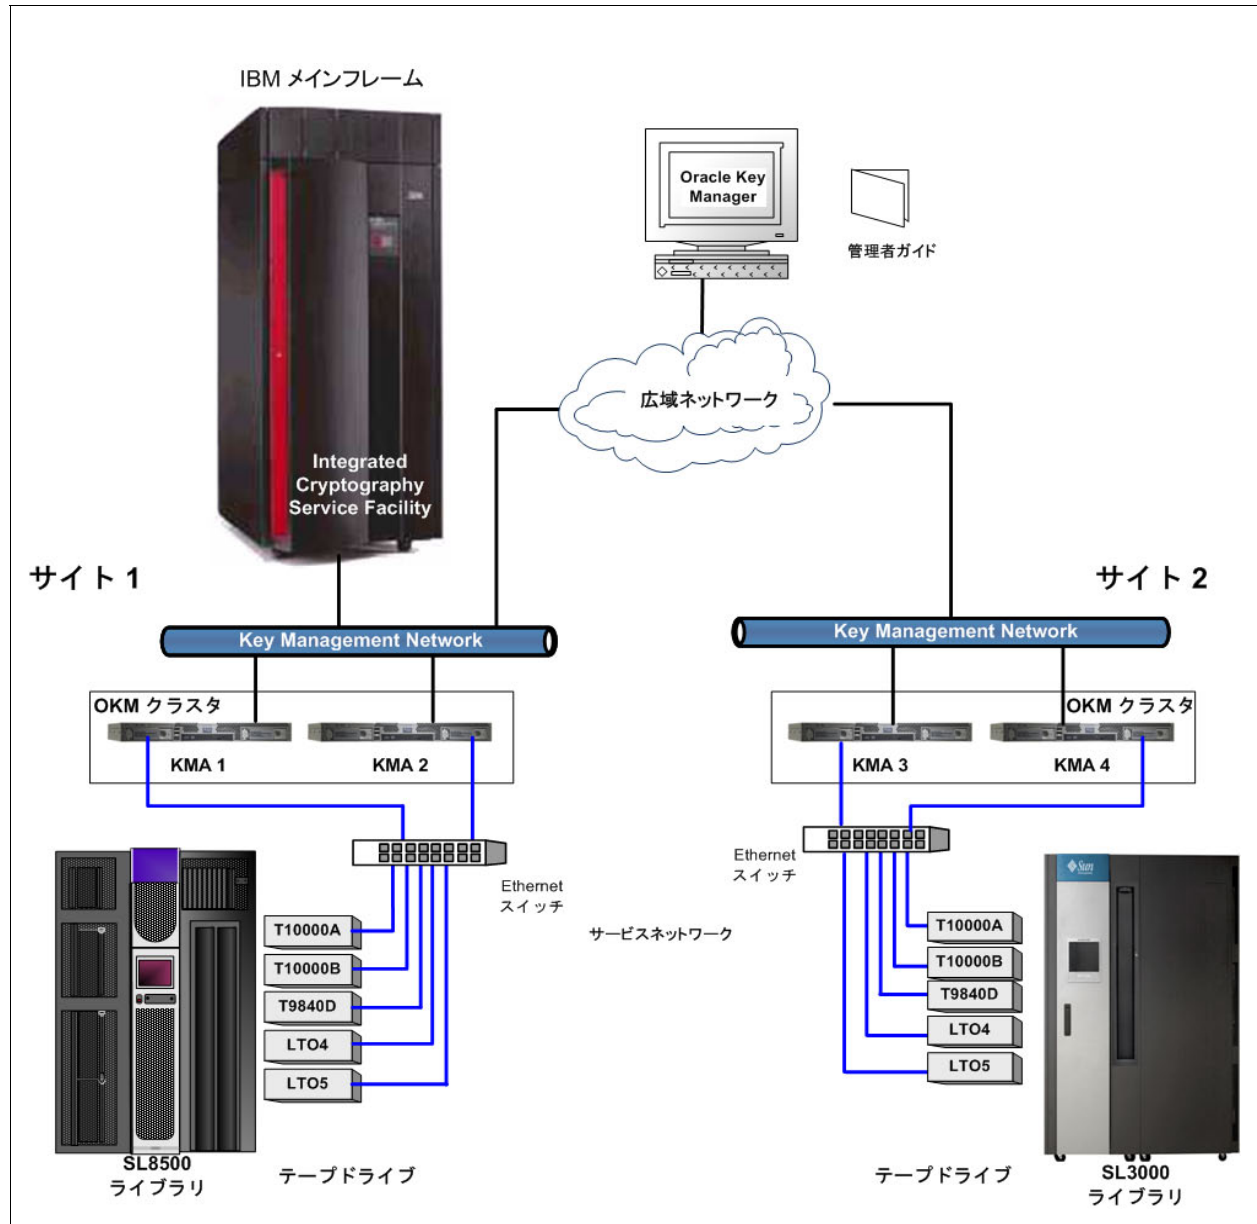 IBM メインフレーム
Oracle Key
Manager
管理者ガイド
広域ネットワーク
Integrated
Cryptography
Service Facility
サイト 1
サイト 2
Key Management Network
Key Management Network
OKM クラスタ
KMA 1
KMA 2
OKM クラスタ
KMA 3
KMA 4
Ethernet
スイッチ
Ethernet
スイッチ
サービスネットワーク
T10000A
T10000B
T9840D
LTO4
LTO5
T10000A
T10000B
T9840D
LTO4
LTO5
Sun
SL8500
ライブラリ
テープドライブ
テープドライブ
SL3000
ライブラリ